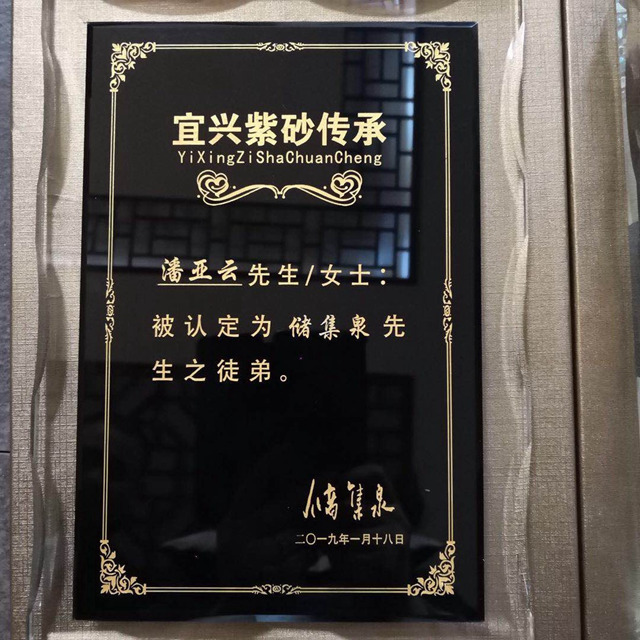 宜兴紫砂传承
YiXingZiShaChuanCheng
潘亚云先生/女士：
被认定为储集泉先
生之徒弟。
储集泉
二〇一九年一月十八日